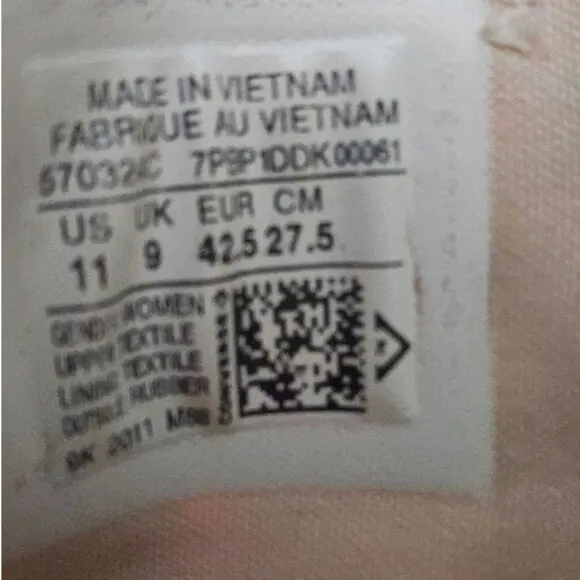 MADE IN VIETNAM
FABRIQUE AU VIETNAM
570324C 7P9P1DDK00061
US UK EUR CM
11 9 42.5 27.5
GENDER WOMEN
UPPER TEXTILE
LINING TEXTILE
OUTSOLE RUBBER
CONVERSE